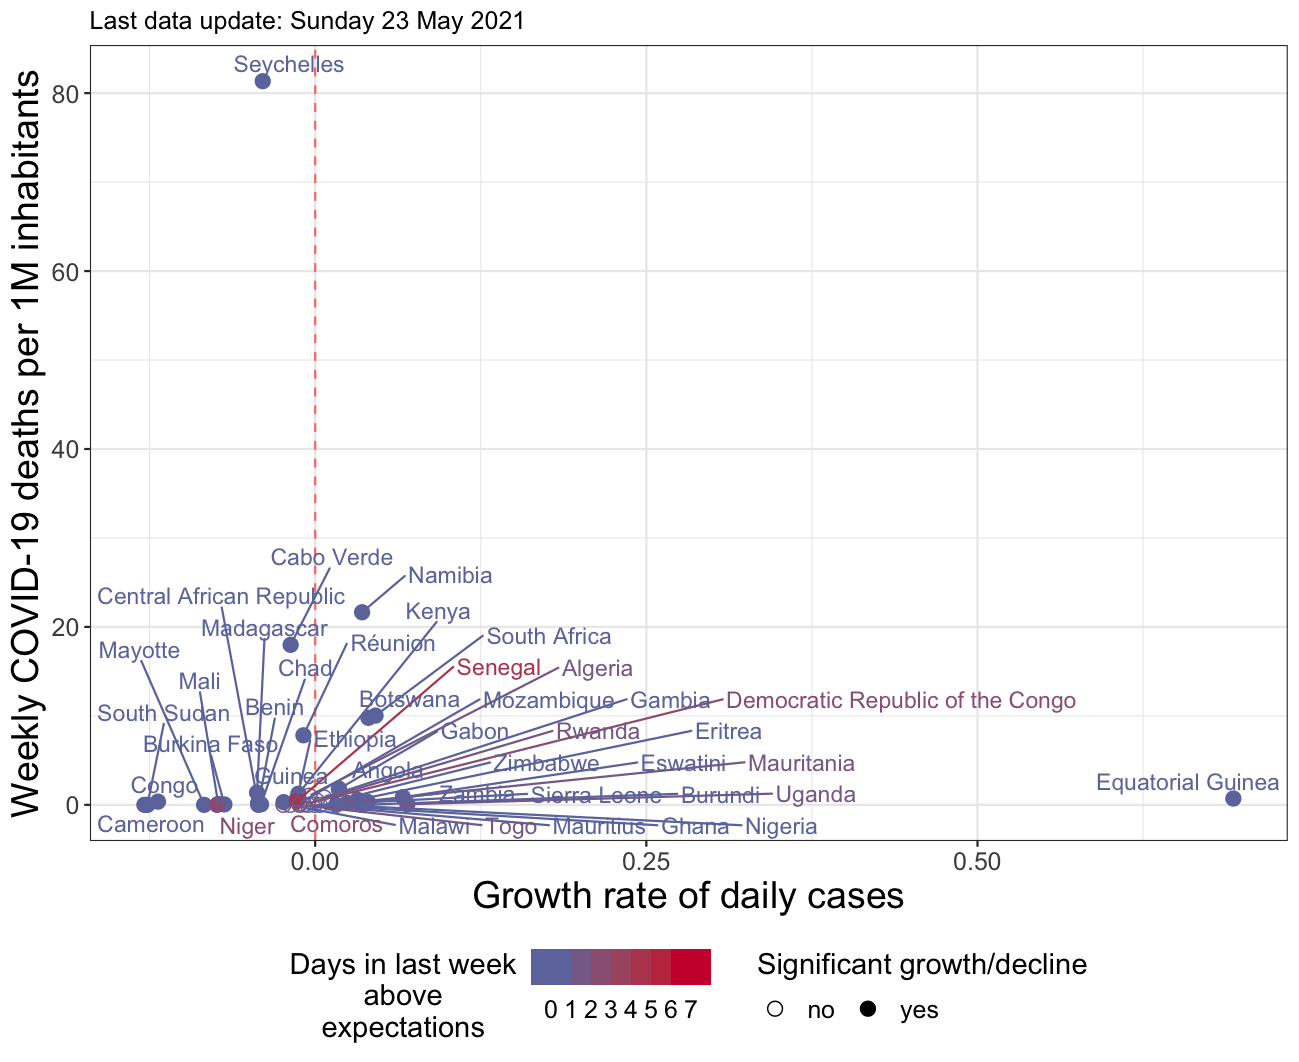 Last data update: Sunday 23 May 2021
Weekly COVID-19 deaths per 1M inhabitants
80
60
40
20
0
Seychelles
Cabo Verde
Namibia
Central African Republic
Kenya
Madagascar
South Africa
Mayotte
Réunion
Chad
Senegal
Algeria
Mali
Botswana
Mozambique
Gambia
Democratic Republic of the Congo
South Sudan
Benin
Burkina Faso
Ethiopia
Gabon
Rwanda
Eritrea
Guinea
Angola
Zimbabwe
Eswatini
Mauritania
Congo
Zambia
Sierra Leone
Burundi
Uganda
Equatorial Guinea
Cameroon
Niger
Comoros
Malawi
Togo
Mauritius
Ghana
Nigeria
0.00
0.25
0.50
Growth rate of daily cases
Days in last week
above
expectations
0 1 2 3 4 5 6 7
Significant growth/decline
no
yes